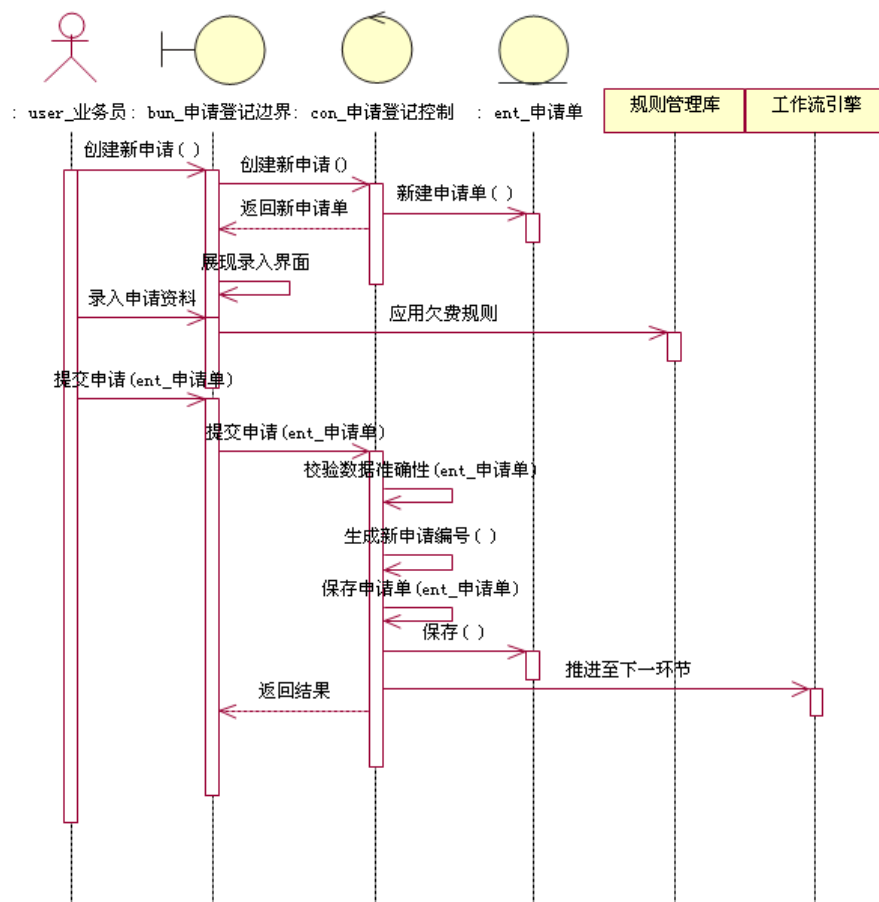 : user_业务员: bun_申请登记边界: con_申请登记控制 : ent_申请单 规则管理库 工作流引擎
创建新申请( )
创建新申请()
新建申请单( )
返回新申请单
展现录入界面
录入申请资料
应用欠费规则
提交申请(ent_申请单)
提交申请(ent_申请单)
校验数据准确性(ent_申请单)
生成新申请编号( )
保存申请单(ent_申请单)
保存( )
推进至下一环节
返回结果